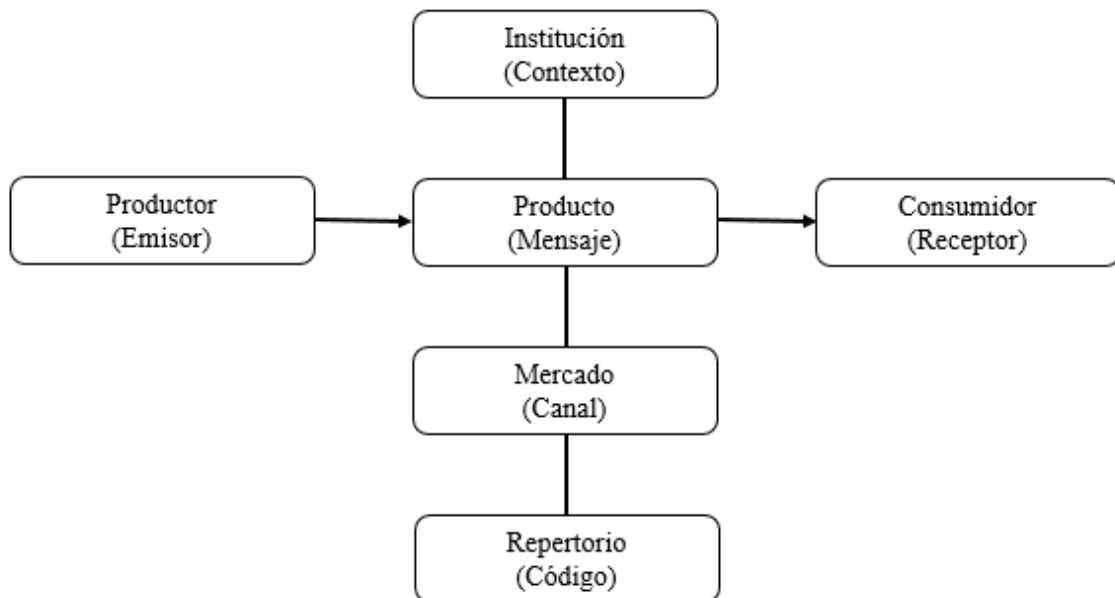 Institución
(Contexto)
Productor
(Emisor)
Producto
(Mensaje)
Consumidor
(Receptor)
Mercado
(Canal)
Repertorio
(Código)